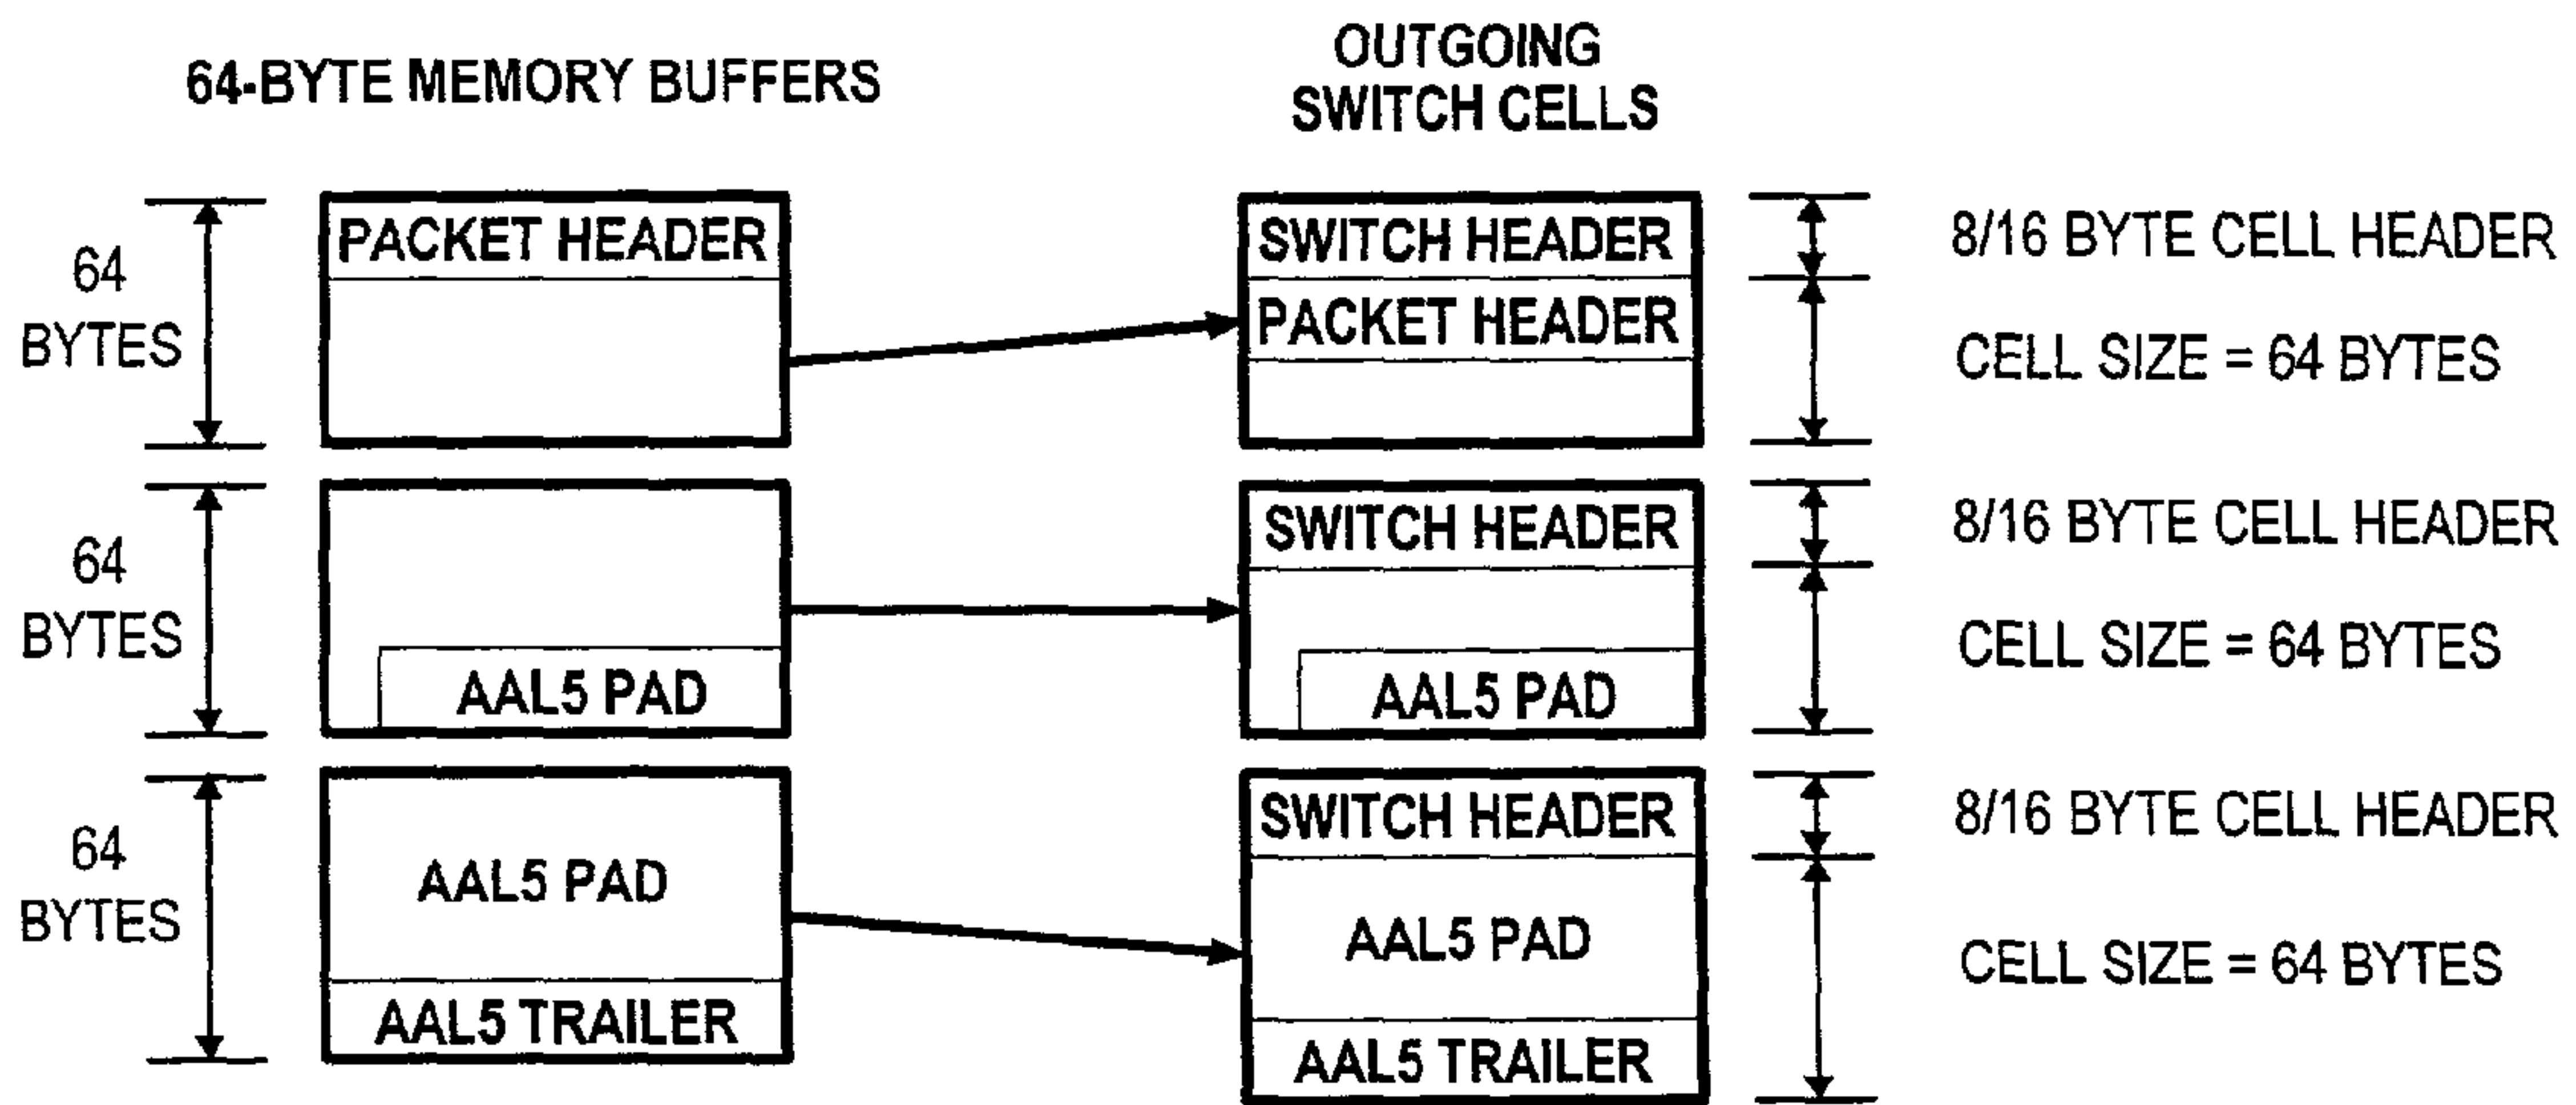 64-BYTE MEMORY BUFFERS
OUTGOING
SWITCH CELLS
64
BYTES
PACKET HEADER
SWITCH HEADER
PACKET HEADER
8/16 BYTE CELL HEADER
CELL SIZE = 64 BYTES
64
BYTES
AAL5 PAD
SWITCH HEADER
AAL5 PAD
8/16 BYTE CELL HEADER
CELL SIZE = 64 BYTES
64
BYTES
AAL5 PAD
AAL5 TRAILER
SWITCH HEADER
AAL5 PAD
AAL5 TRAILER
8/16 BYTE CELL HEADER
CELL SIZE = 64 BYTES